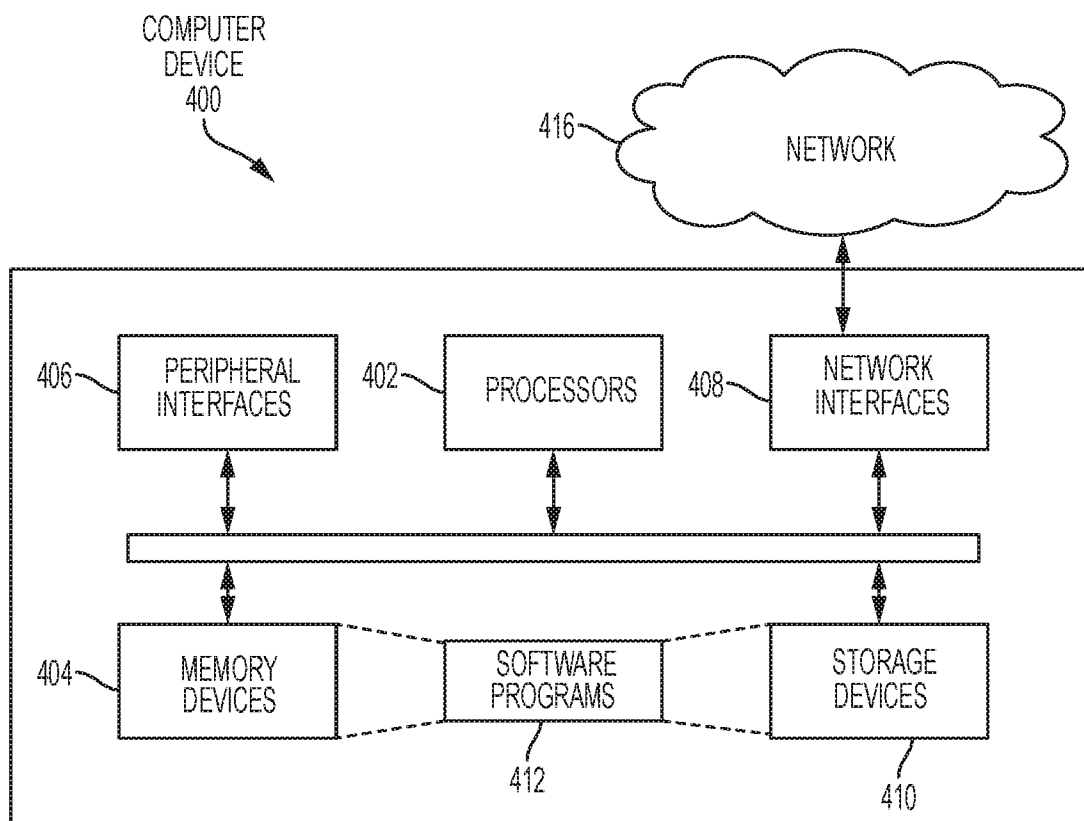 COMPUTER
DEVICE
400
416
NETWORK
406
PERIPHERAL
INTERFACES
402
PROCESSORS
408
NETWORK
INTERFACES
404
MEMORY
DEVICES
SOFTWARE
PROGRAMS
STORAGE
DEVICES
412
410